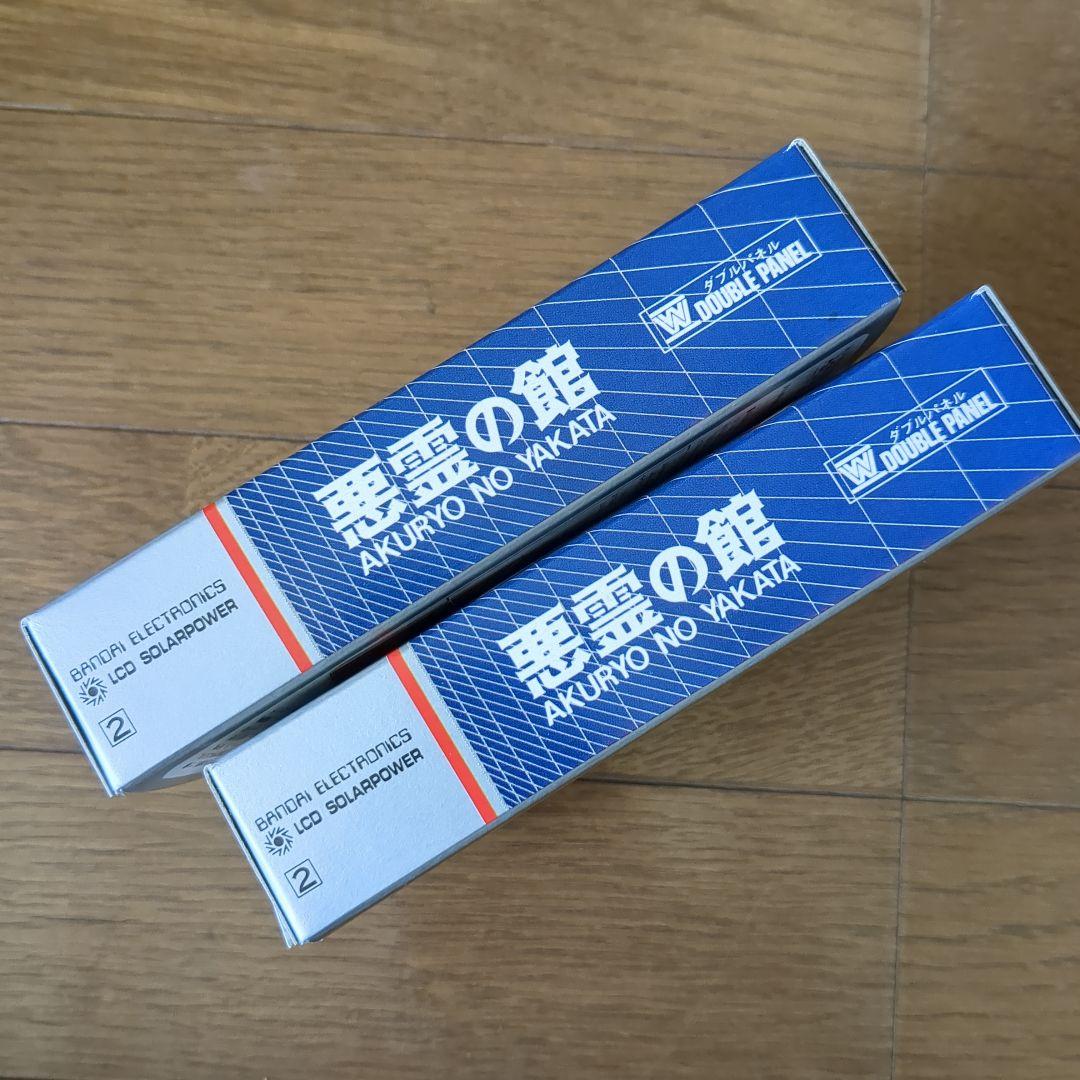 BANDAI ELECTRONICS
LCD SOLARPOWER
2
悪霊の館
AKURYO NO YAKATA
ダブルパネル
W DOUBLE PANEL
BANDAI ELECTRONICS
LCD SOLARPOWER
2
悪霊の館
AKURYO NO YAKATA
ダブルパネル
W DOUBLE PANEL